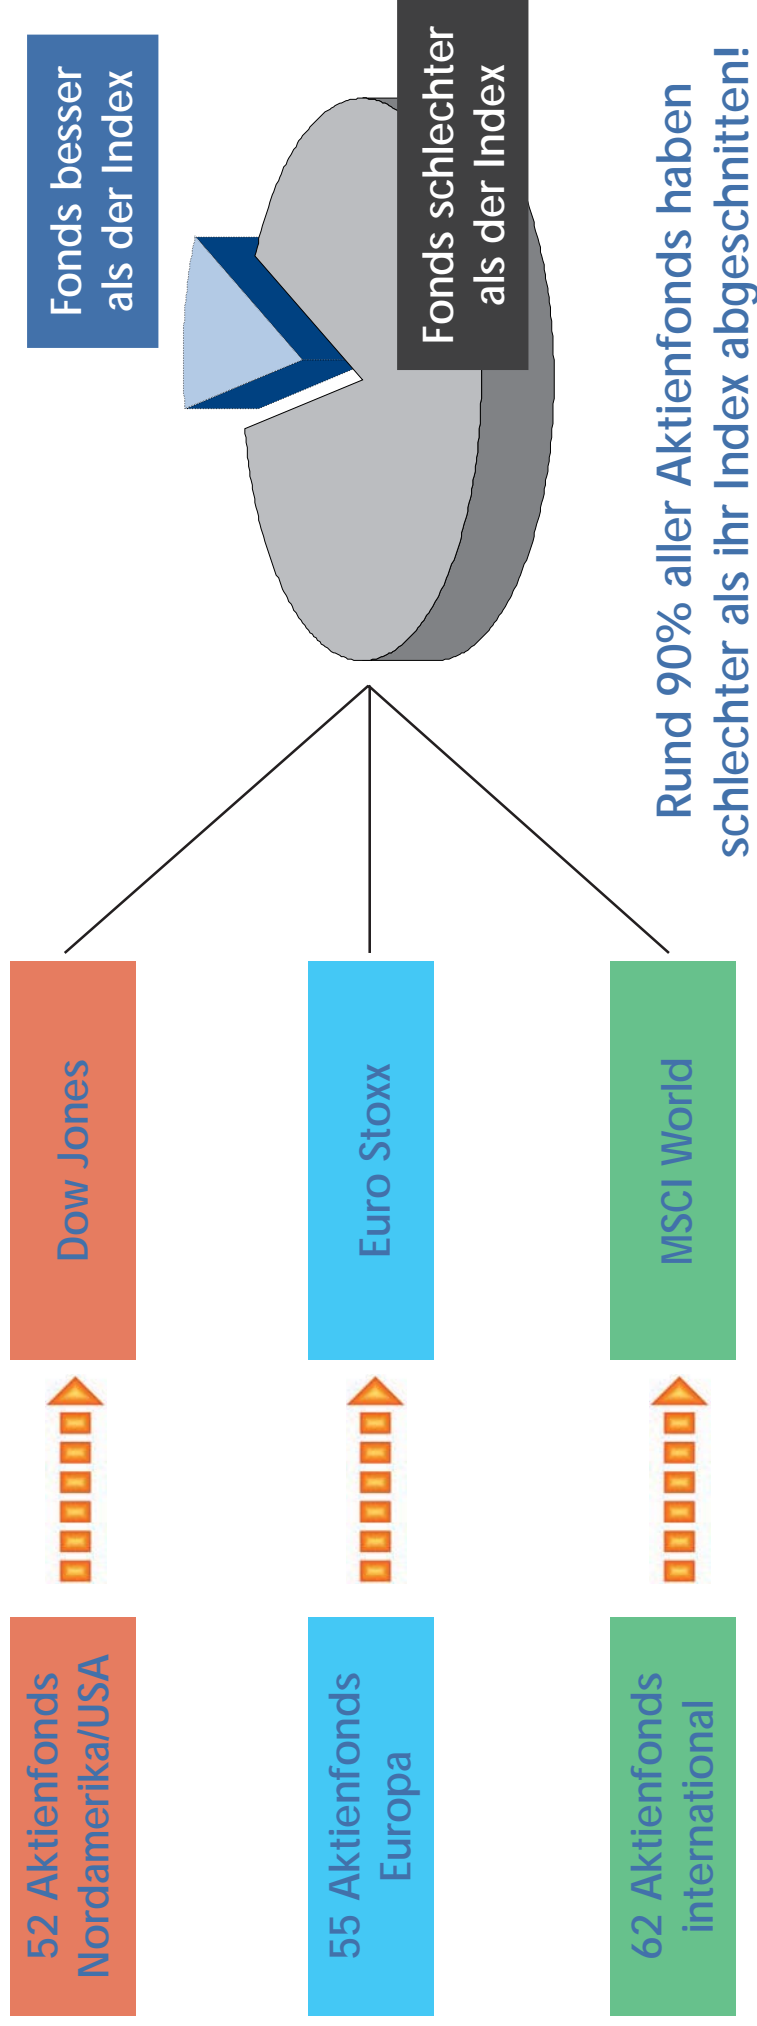 52 Aktienfonds
Nordamerika/USA
Dow Jones
55 Aktienfonds
Europa
Euro Stoxx
62 Aktienfonds
international
MSCI World
Fonds besser
als der Index
Fonds schlechter
als der Index
Rund 90% aller Aktienfonds haben
schlechter als ihr Index abgeschnitten!